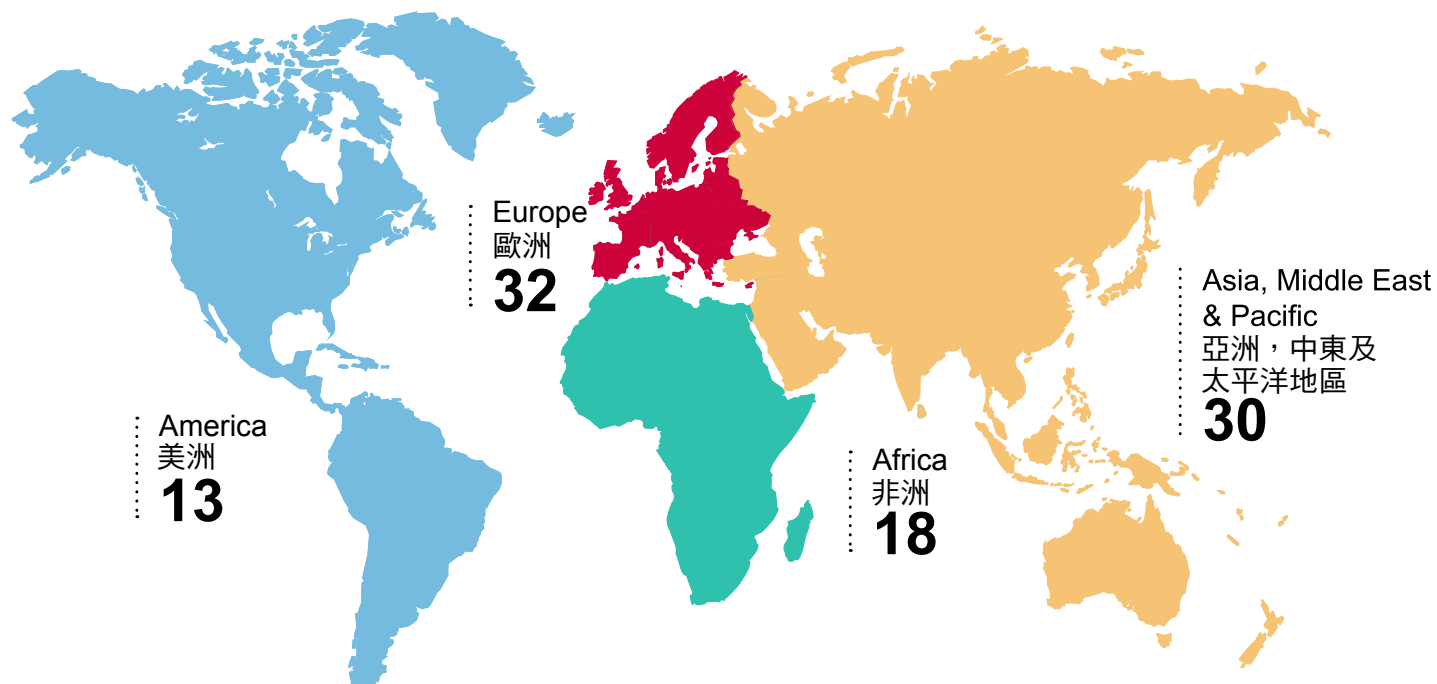 Europe
歐洲
32
Asia, Middle East
& Pacific
亞洲，中東及
太平洋地區
30
America
美洲
13
Africa
非洲
18